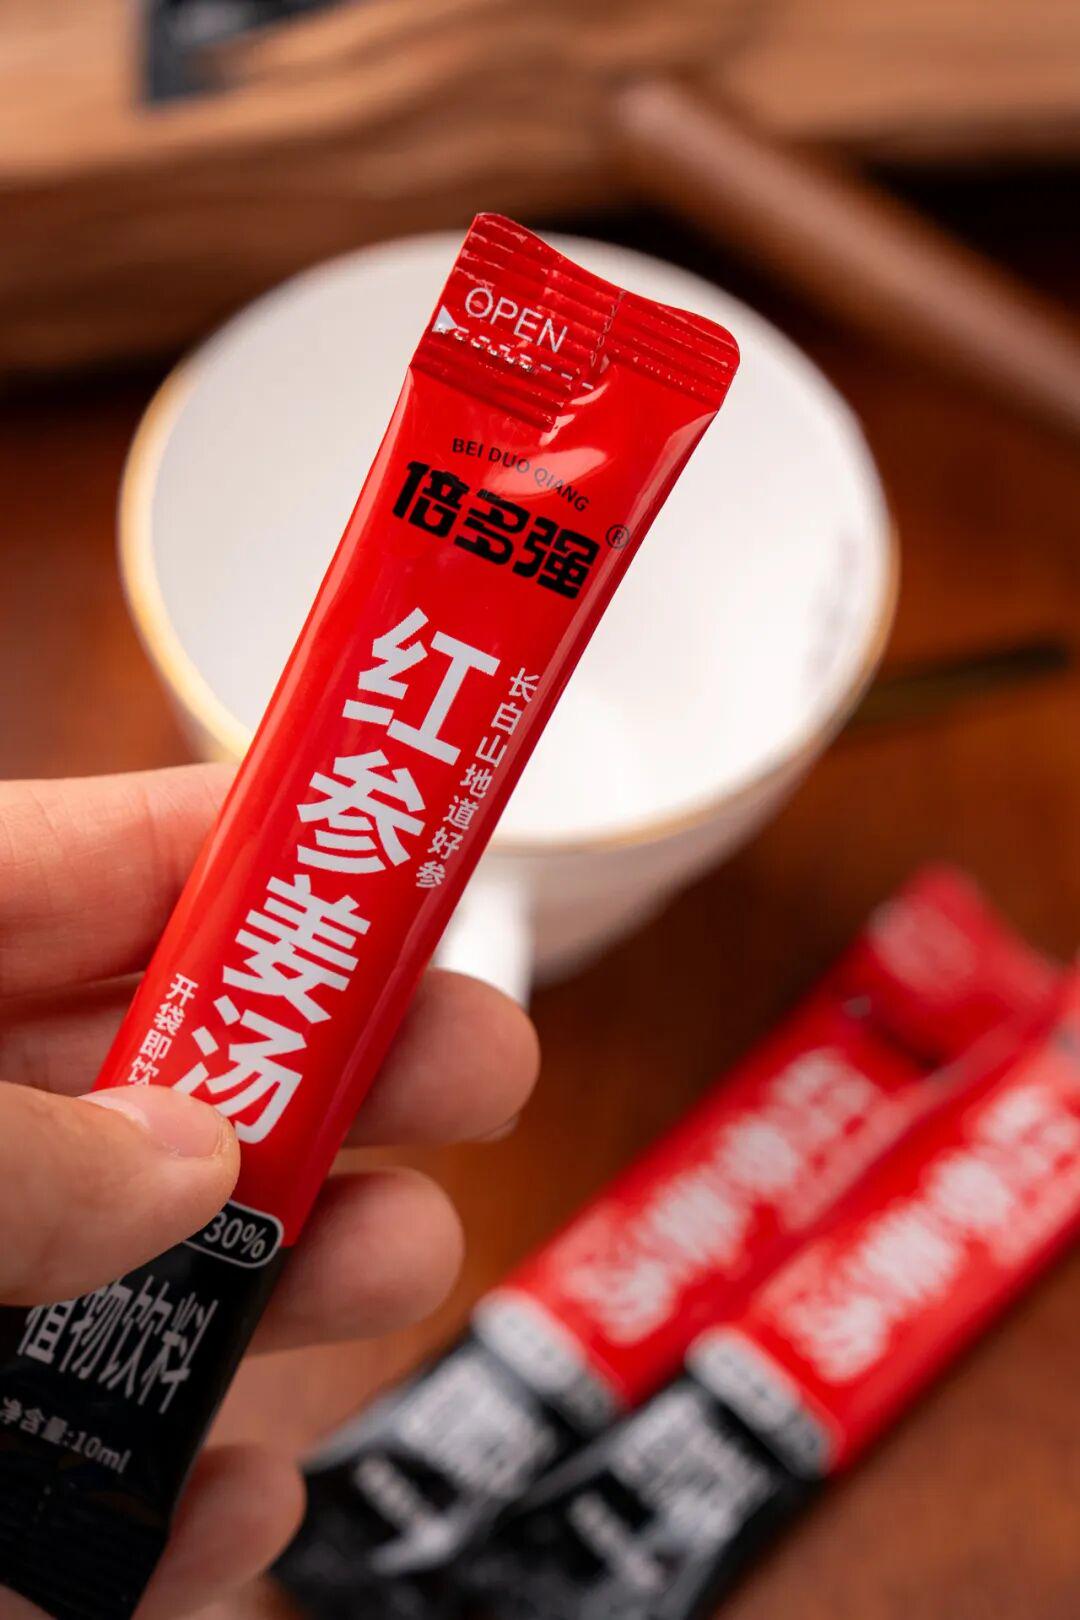 OPEN
BEI DUO QIANG
倍多强®
红参姜汤
长白山地道好参
开袋即饮
30%
植物饮料
净含量:10ml